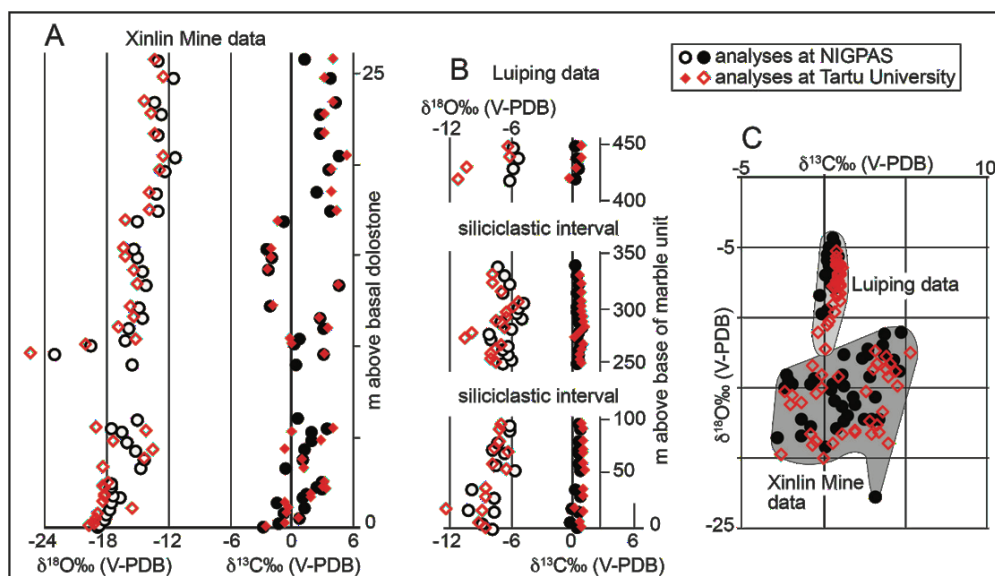 A
Xinlin Mine data
25
0
m above basal dolostone
-24
-18
-12
-6
0
6
δ¹⁸O‰ (V-PDB)
δ¹³C‰ (V-PDB)
B
Luiping data
δ¹⁸O‰ (V-PDB)
-12
-6
450
400
siliciclastic interval
350
300
250
siliciclastic interval
100
50
0
m above base of marble unit
-12
-6
0
6
δ¹³C‰ (V-PDB)
analyses at NIGPAS
analyses at Tartu University
C
-5
δ¹³C‰ (V-PDB)
10
-5
Luiping data
δ¹⁸O‰ (V-PDB)
Xinlin Mine
data
-25